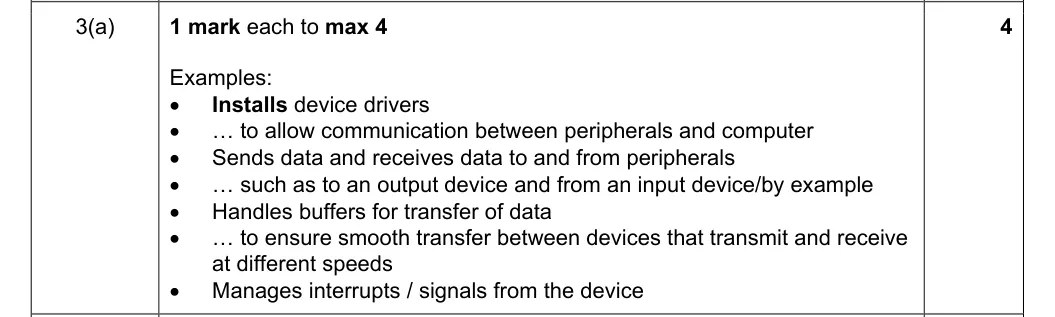 3(a)
1 mark each to max 4
4
Examples:
• Installs device drivers
• … to allow communication between peripherals and computer
• Sends data and receives data to and from peripherals
• … such as to an output device and from an input device/by example
• Handles buffers for transfer of data
• … to ensure smooth transfer between devices that transmit and receive
at different speeds
• Manages interrupts / signals from the device